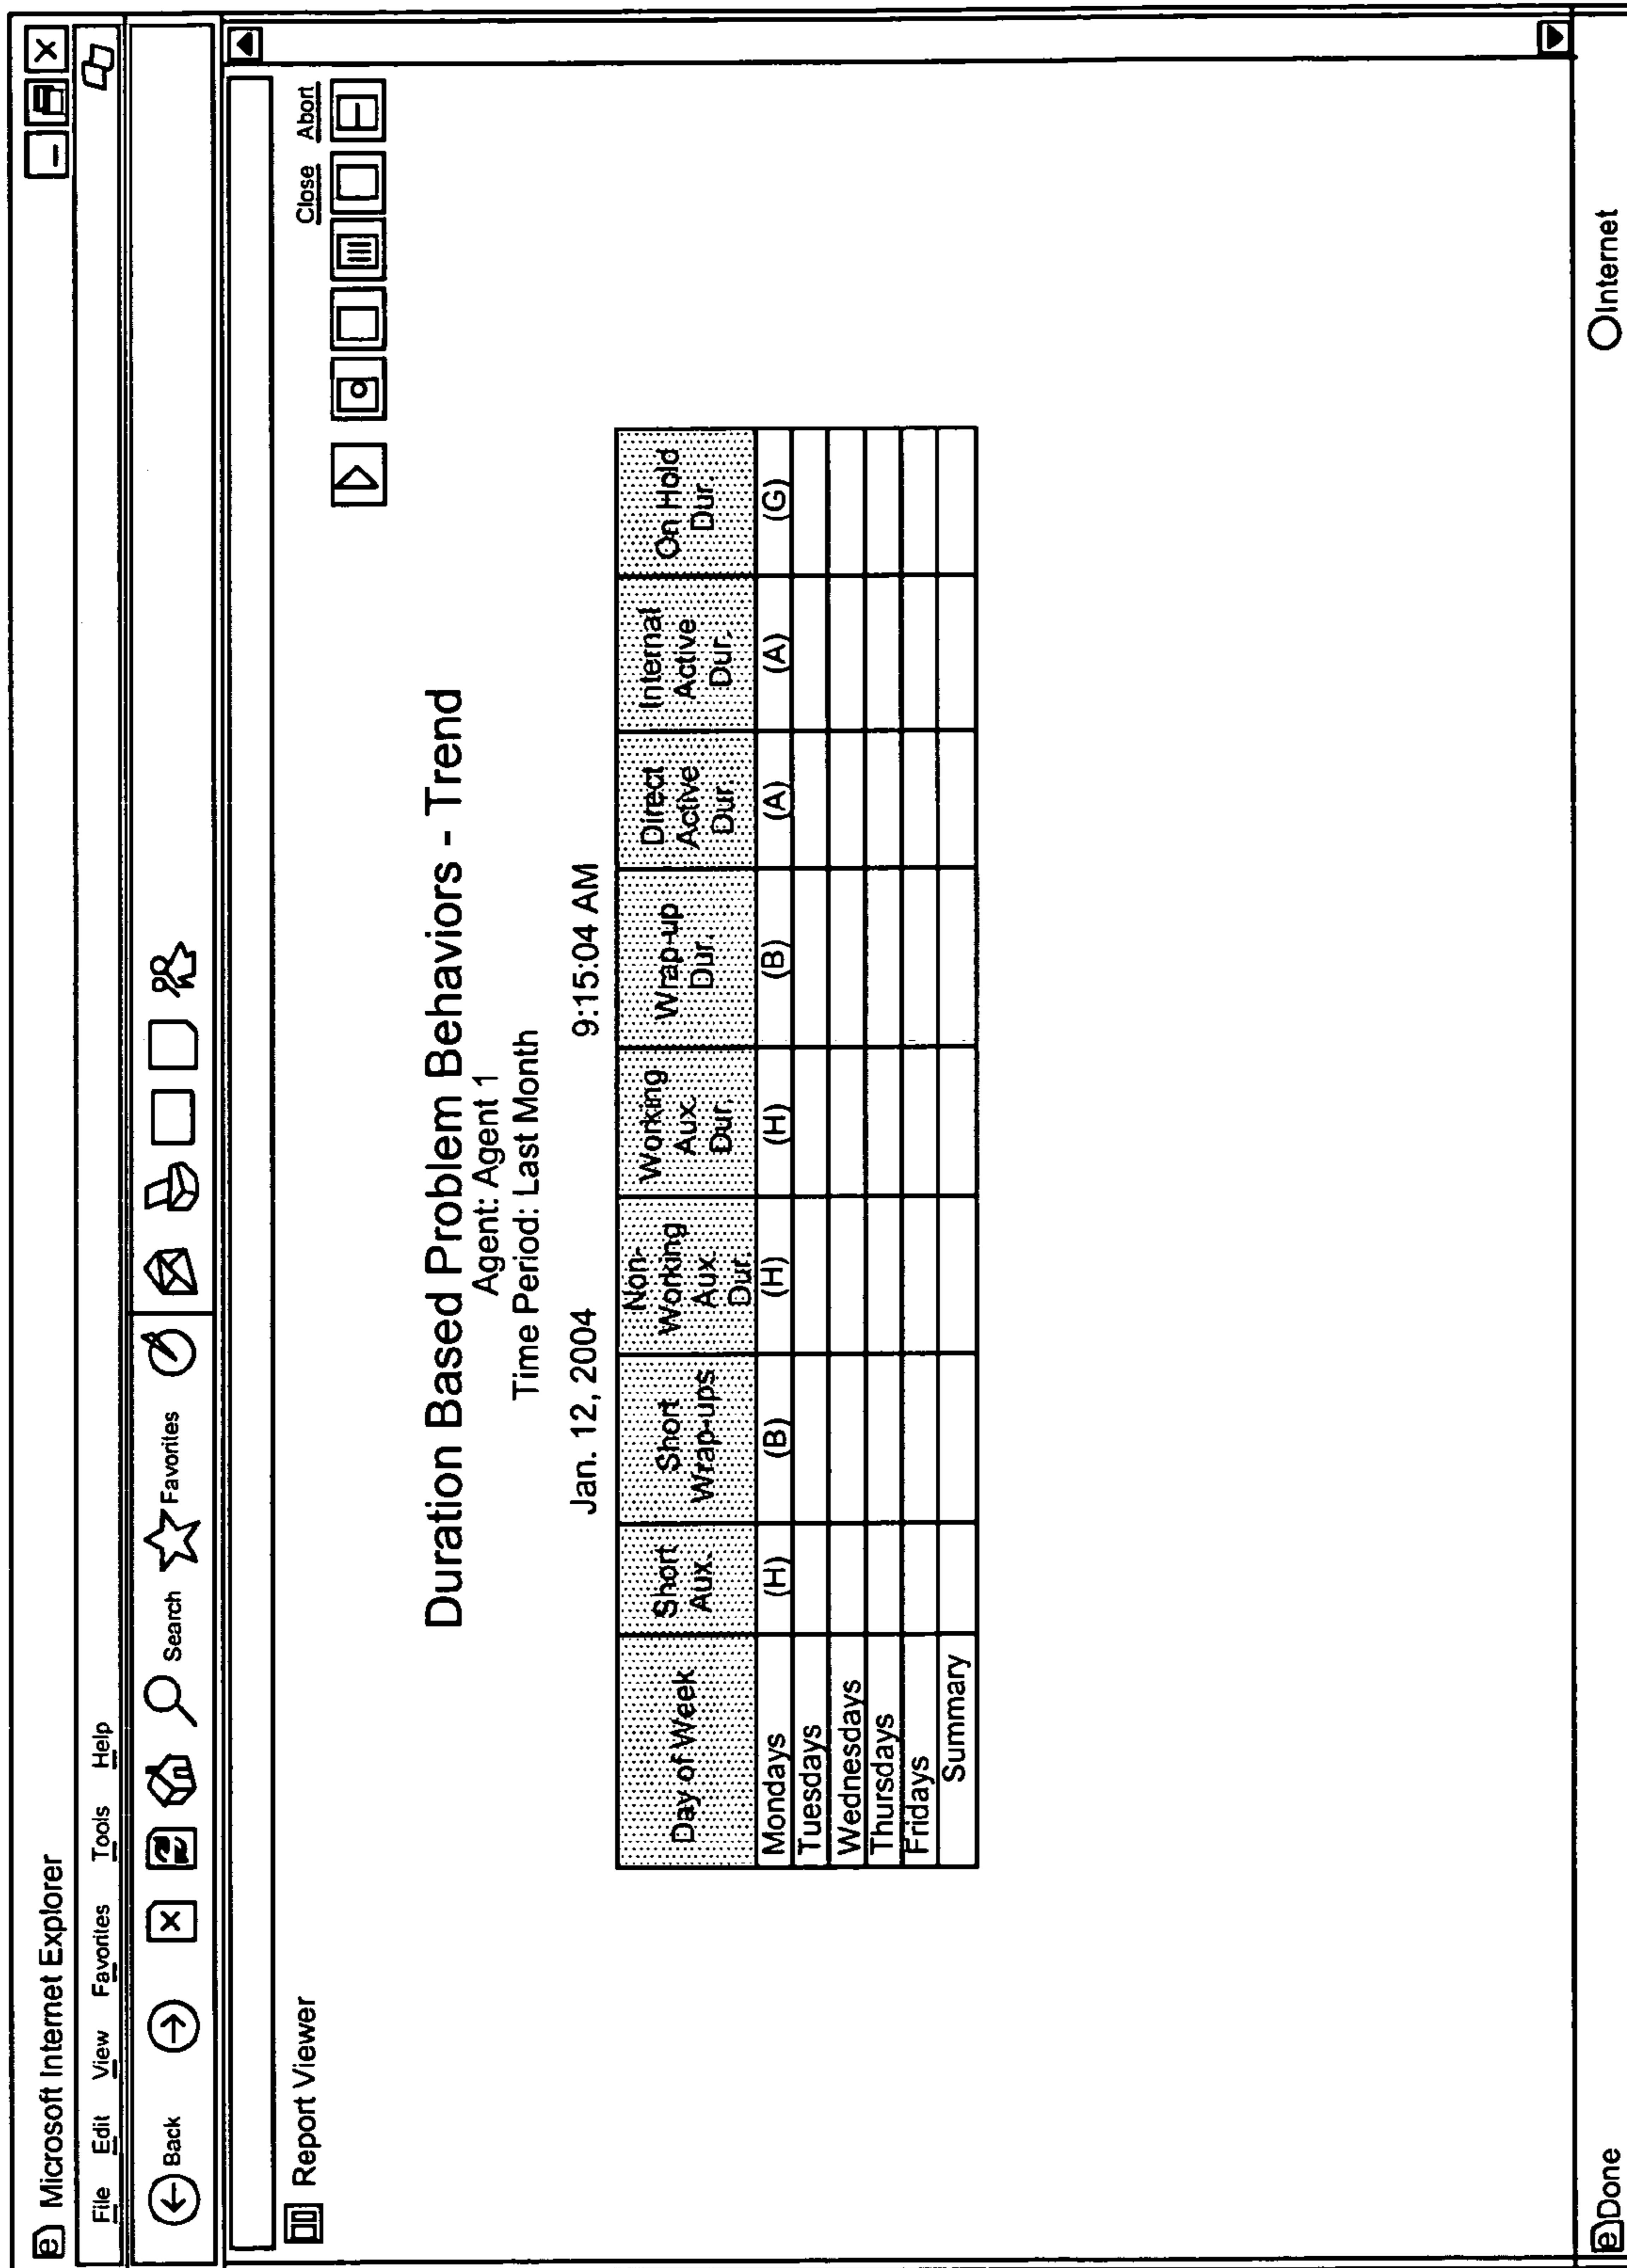 Microsoft Internet Explorer
File Edit View Favorites Tools Help
Back Search Favorites
Report Viewer
Close Abort
Duration Based Problem Behaviors - Trend
Agent: Agent 1
Time Period: Last Month
Jan. 12, 2004 9:15:04 AM
Day of Week Short Aux. Short Wrap-ups Non-Working Aux. Dur. Working Aux. Dur. Wrap-up Dur. Direct Active Dur. Internal Active Dur. On Hold Dur.
Mondays (H) (B) (H) (H) (B) (A) (A) (G)
Tuesdays
Wednesdays
Thursdays
Fridays
Summary
Done Internet